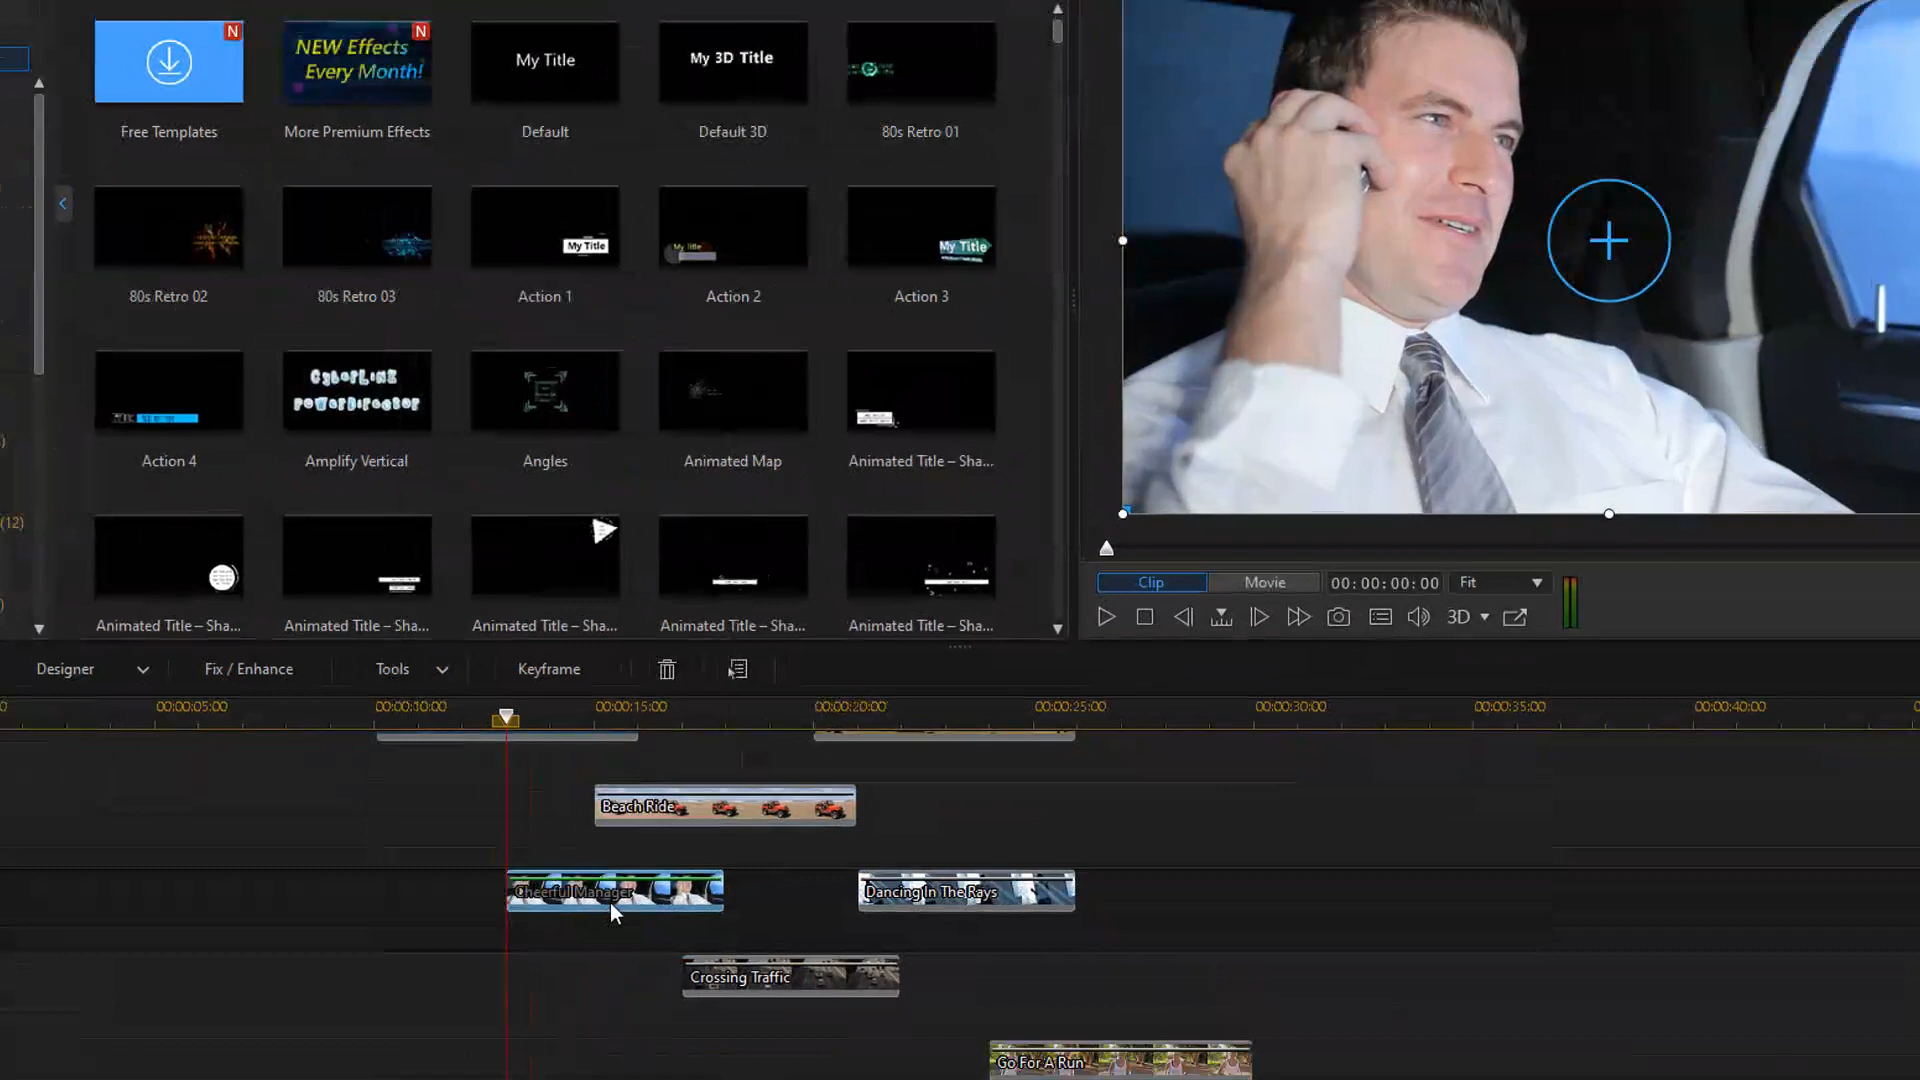 N
N
NEW Effects
Every Month!
My Title
My 3D Title
Free Templates
More Premium Effects
Default
Default 3D
80s Retro 01
My Title
My Title
My Title
80s Retro 02
80s Retro 03
Action 1
Action 2
Action 3
CyberLink
PowerDirector
Action 4
Amplify Vertical
Angles
Animated Map
Animated Title – Sha...
(12)
Animated Title – Sha...
Animated Title – Sha...
Animated Title – Sha...
Animated Title – Sha...
Animated Title – Sha...
Clip
Movie
00:00:00:00
Fit
3D
Designer
Fix / Enhance
Tools
Keyframe
00:00:05:00
00:00:10:00
00:00:15:00
00:00:20:00
00:00:25:00
00:00:30:00
00:00:35:00
00:00:40:00
Beach Ride
Cheerful Manager
Dancing In The Rays
Crossing Traffic
Go For A Run